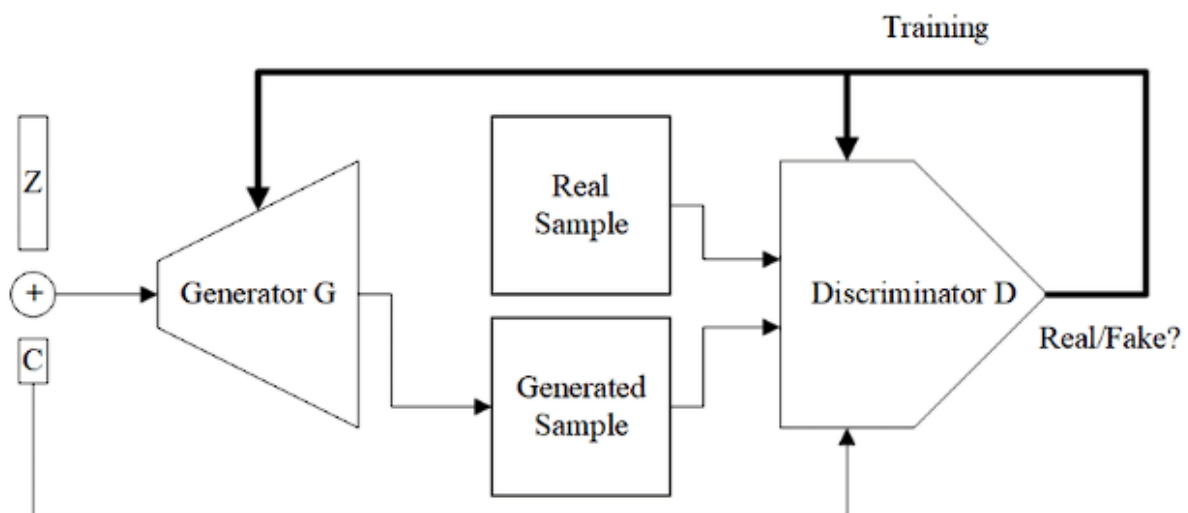 Training
Z
+
C
Generator G
Real
Sample
Generated
Sample
Discriminator D
Real/Fake?